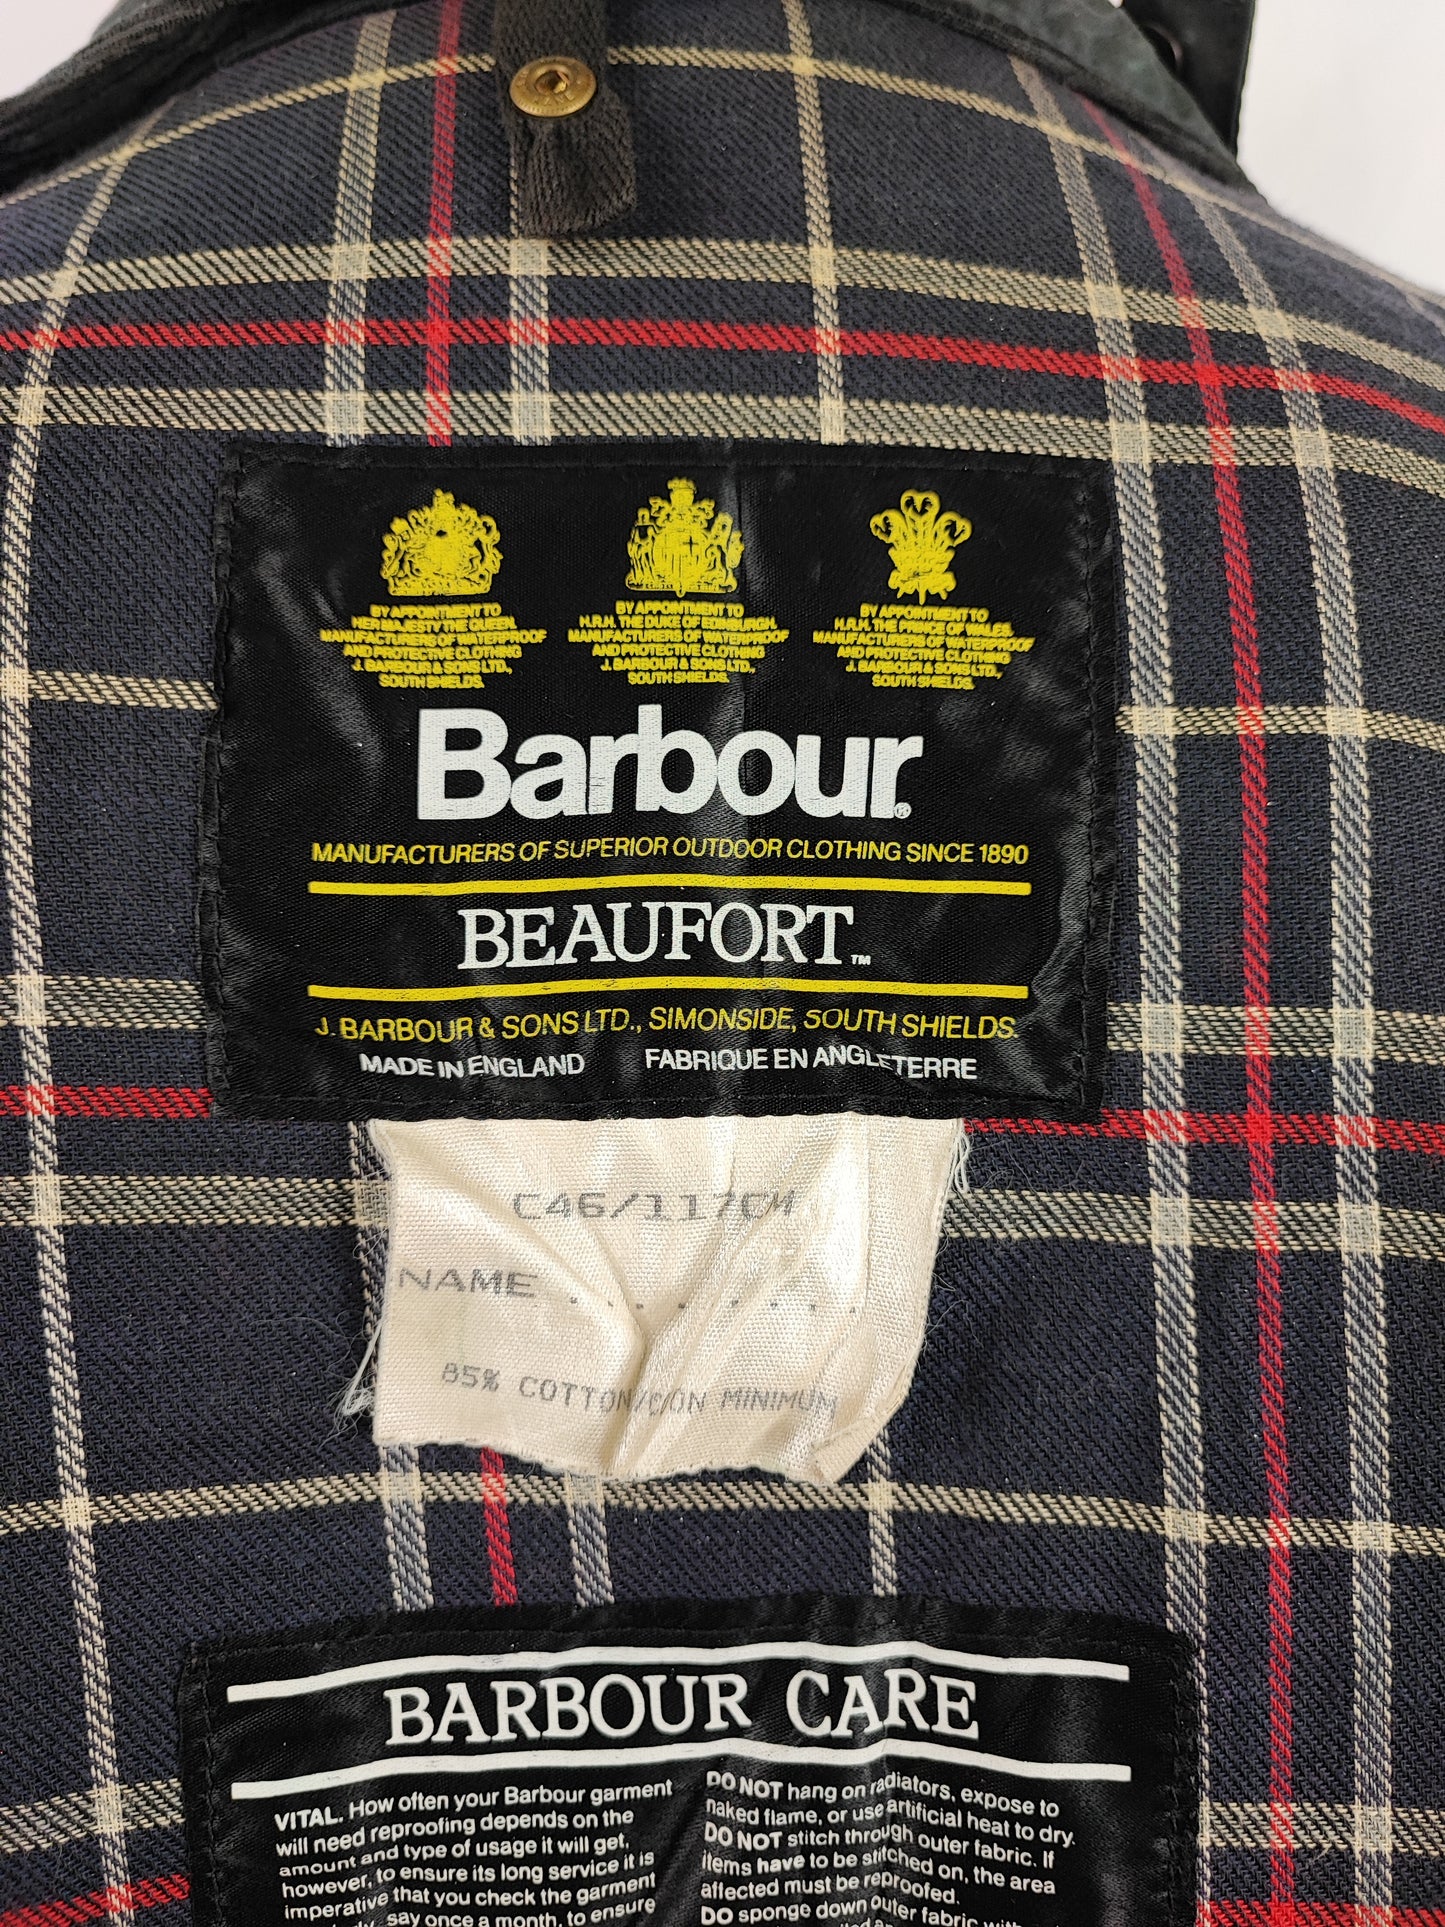 BY APPOINTMENT TO
HER MAJESTY THE QUEEN
MANUFACTURERS OF WATERPROOF
AND PROTECTIVE CLOTHING
J. BARBOUR & SONS LTD.,
SOUTH SHIELDS.
BY APPOINTMENT TO
H.R.H. THE DUKE OF EDINBURGH.
MANUFACTURERS OF WATERPROOF
AND PROTECTIVE CLOTHING
J. BARBOUR & SONS LTD.,
SOUTH SHIELDS.
BY APPOINTMENT TO
H.R.H. THE PRINCE OF WALES.
MANUFACTURERS OF WATERPROOF
AND PROTECTIVE CLOTHING
J. BARBOUR & SONS LTD.,
SOUTH SHIELDS.
Barbour®
MANUFACTURERS OF SUPERIOR OUTDOOR CLOTHING SINCE 1890
BEAUFORT™
J. BARBOUR & SONS LTD., SIMONSIDE, SOUTH SHIELDS.
MADE IN ENGLAND FABRIQUE EN ANGLETERRE
C46/117CM
NAME ..........
85% COTTON/COTON MINIMUM
BARBOUR CARE
VITAL. How often your Barbour garment
will need reproofing depends on the
amount and type of usage it will get,
however, to ensure its long service it is
imperative that you check the garment
say once a month, to ensure
DO NOT hang on radiators, expose to
naked flame, or use artificial heat to dry.
DO NOT stitch through outer fabric. If
items have to be stitched on, the area
affected must be reproofed.
DO sponge down outer fabric with